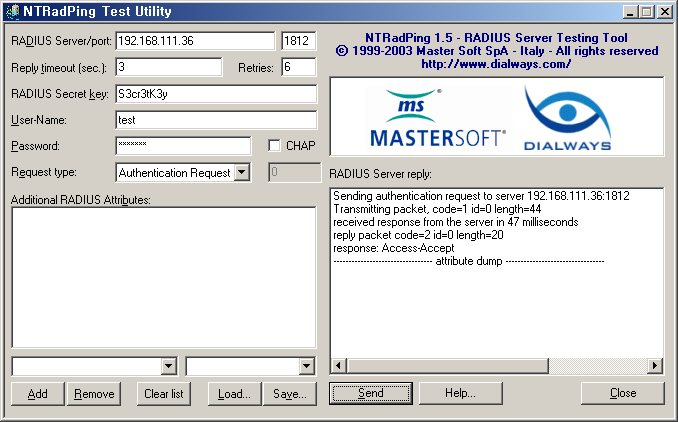 NTRadPing Test Utility
RADIUS Server/port: 192.168.111.36 1812
Reply timeout (sec.): 3 Retries: 6
RADIUS Secret key: S3cr3tK3y
User-Name: test
Password: ******* CHAP
Request type: Authentication Request 0
Additional RADIUS Attributes:
Add Remove Clear list Load... Save...
NTRadPing 1.5 - RADIUS Server Testing Tool
© 1999-2003 Master Soft SpA - Italy - All rights reserved
http://www.dialways.com/
ms
MASTERSOFT®
DIALWAYS®
RADIUS Server reply:
Sending authentication request to server 192.168.111.36:1812
Transmitting packet, code=1 id=0 length=44
received response from the server in 47 milliseconds
reply packet code=2 id=0 length=20
response: Access-Accept
--------------------------------- attribute dump ---------------------------------
Send Help... Close